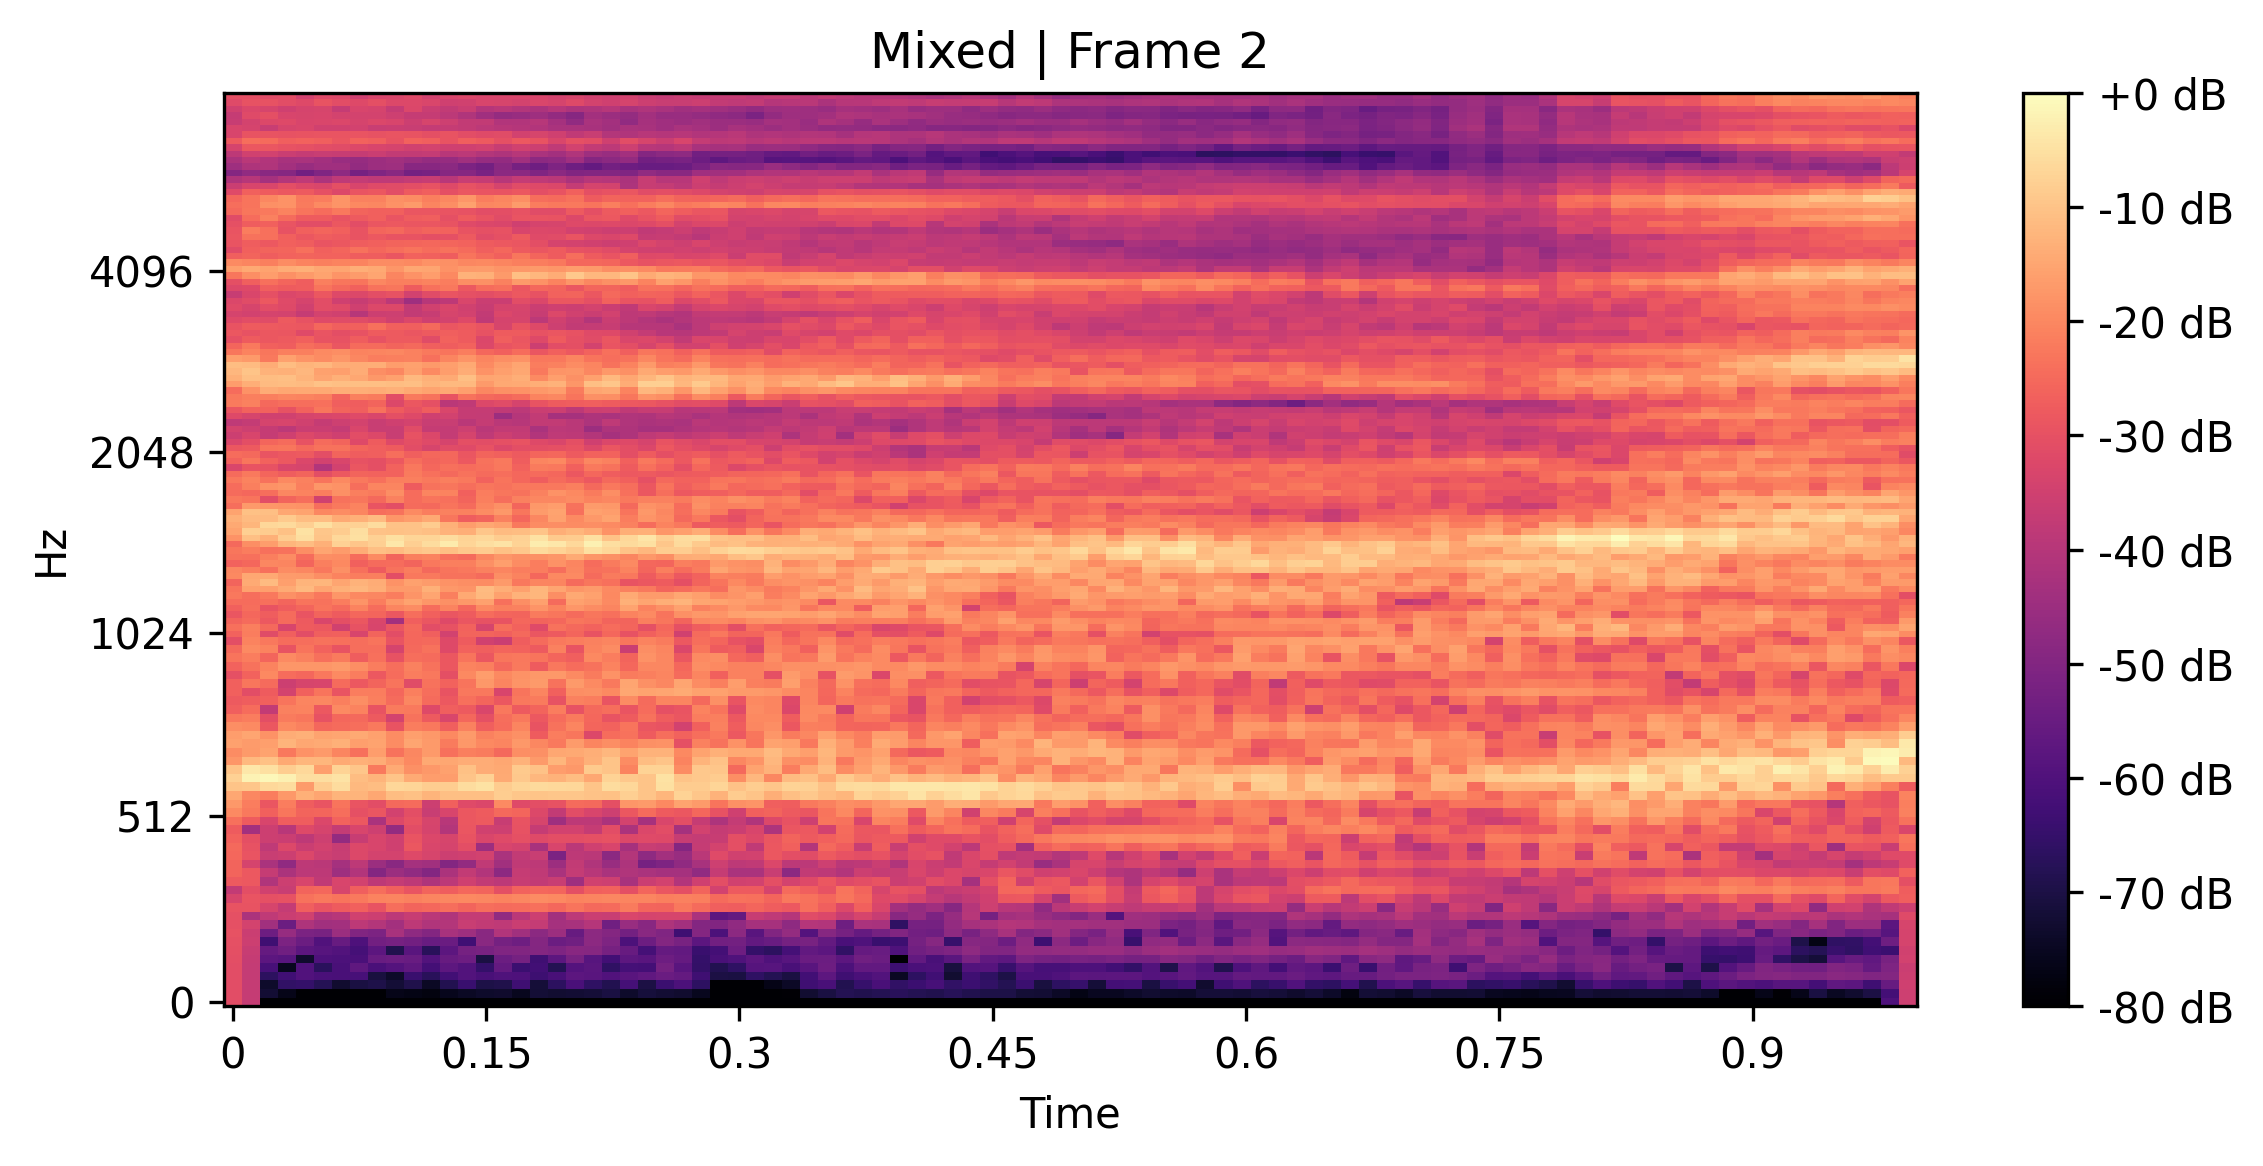 Mixed | Frame 2
Hz
4096
2048
1024
512
0
0 0.15 0.3 0.45 0.6 0.75 0.9
Time
+0 dB
-10 dB
-20 dB
-30 dB
-40 dB
-50 dB
-60 dB
-70 dB
-80 dB